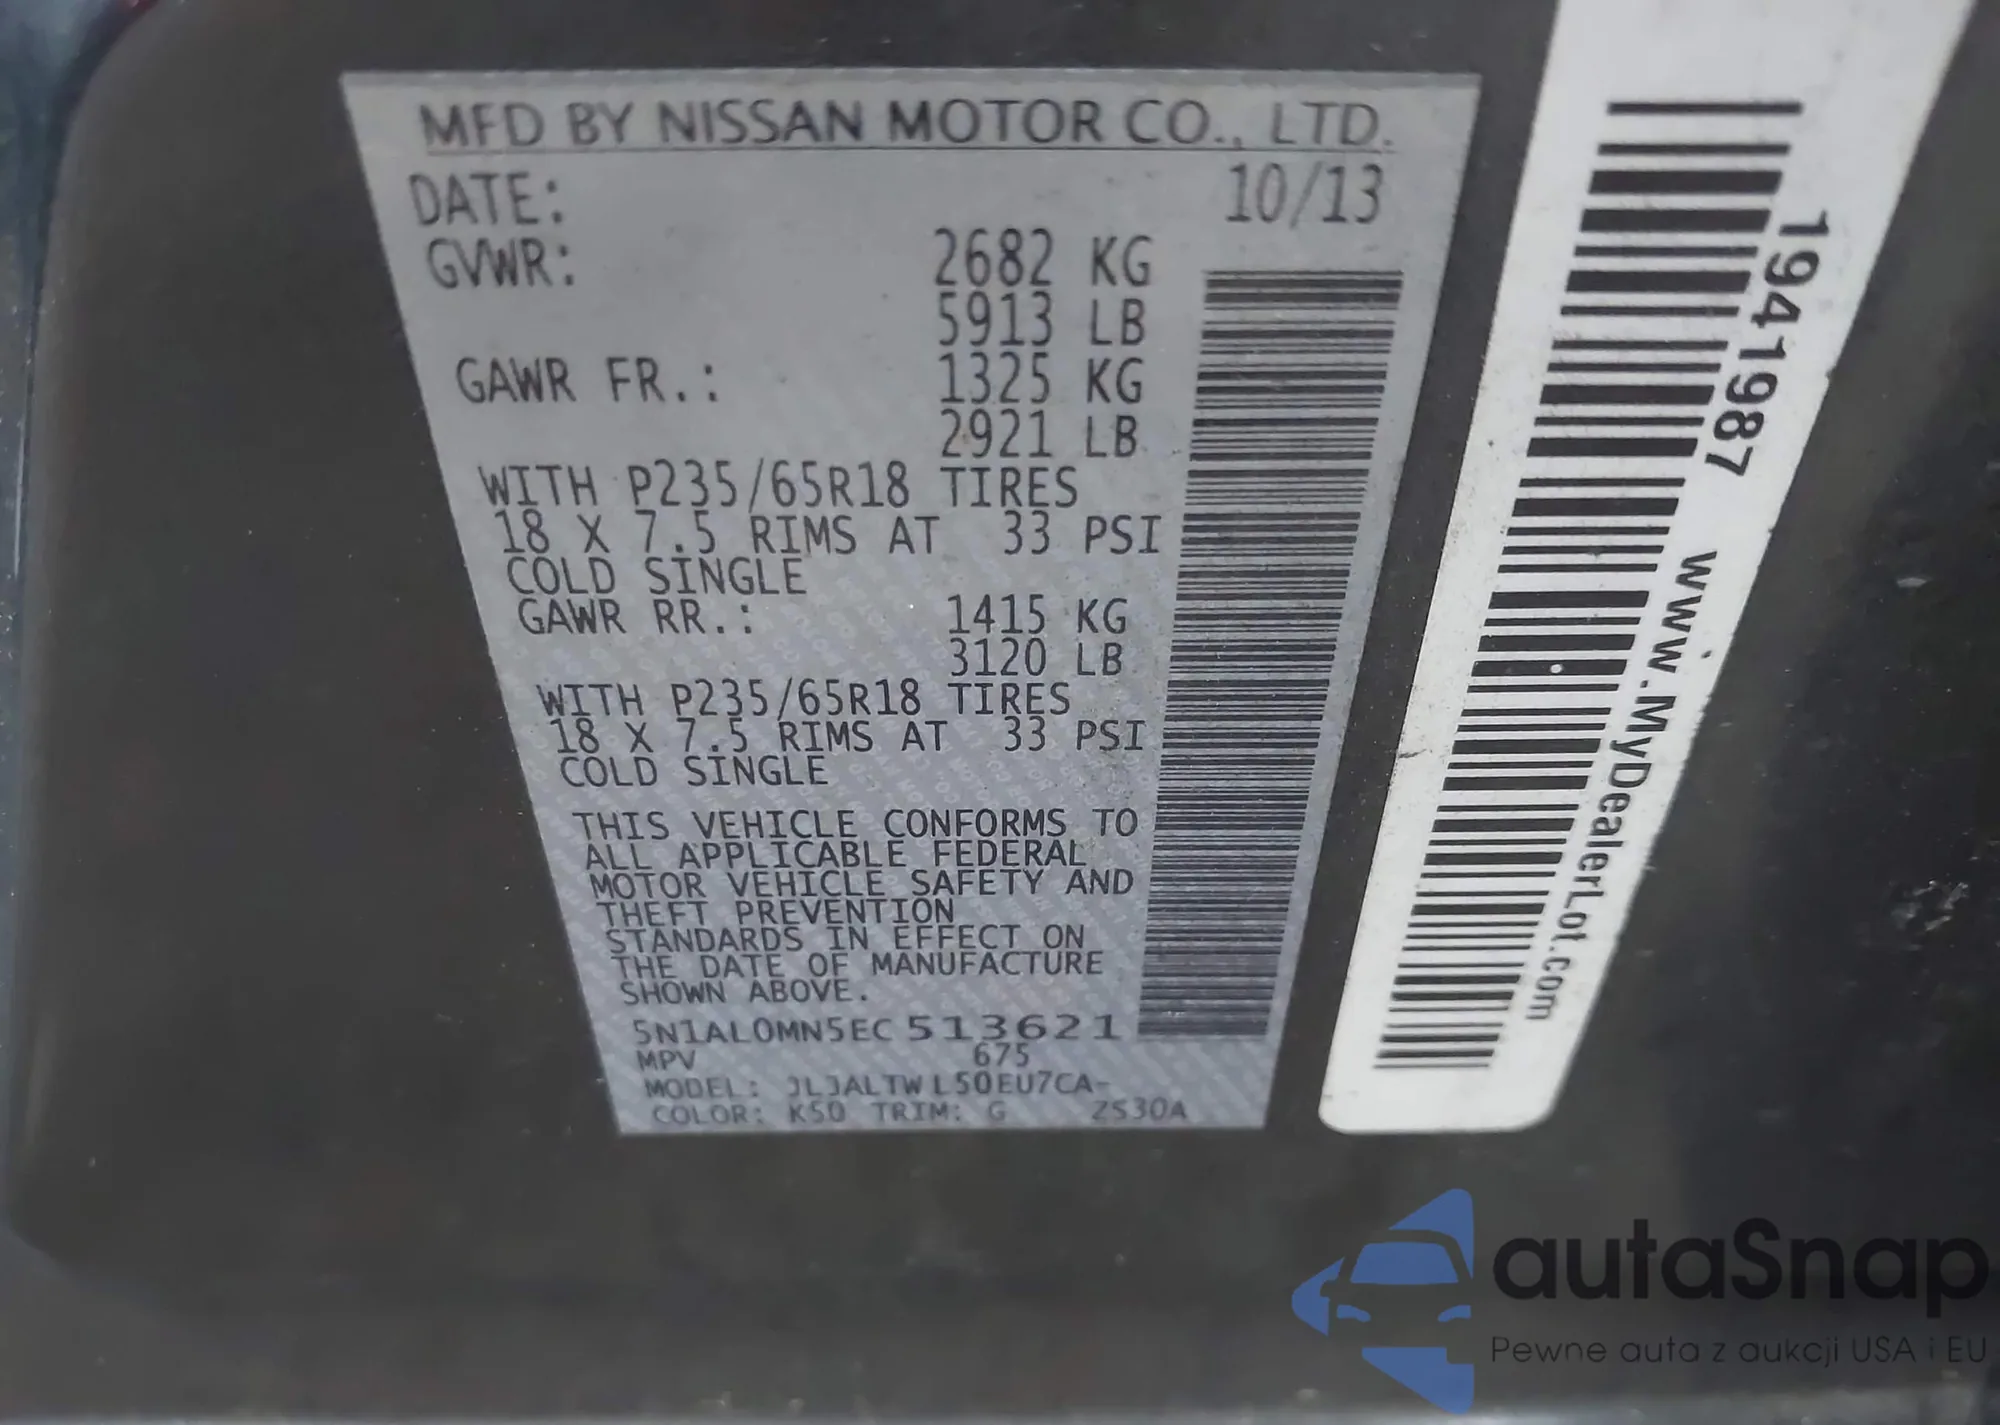 MFD BY NISSAN MOTOR CO., LTD.
DATE: 10/13
GVWR: 2682 KG
5913 LB
GAWR FR.: 1325 KG
2921 LB
WITH P235/65R18 TIRES
18 X 7.5 RIMS AT 33 PSI
COLD SINGLE
GAWR RR.: 1415 KG
3120 LB
WITH P235/65R18 TIRES
18 X 7.5 RIMS AT 33 PSI
COLD SINGLE
THIS VEHICLE CONFORMS TO
ALL APPLICABLE FEDERAL
MOTOR VEHICLE SAFETY AND
THEFT PREVENTION
STANDARDS IN EFFECT ON
THE DATE OF MANUFACTURE
SHOWN ABOVE.
5N1AL0MN5EC 513621
MPV 675
MODEL: JLJALTWL50EU7CA-
COLOR: K50 TRIM: G ZS30A
1941987
www.MyDealerLot.com
autoSnap
Pewne auta z aukcji USA i EU